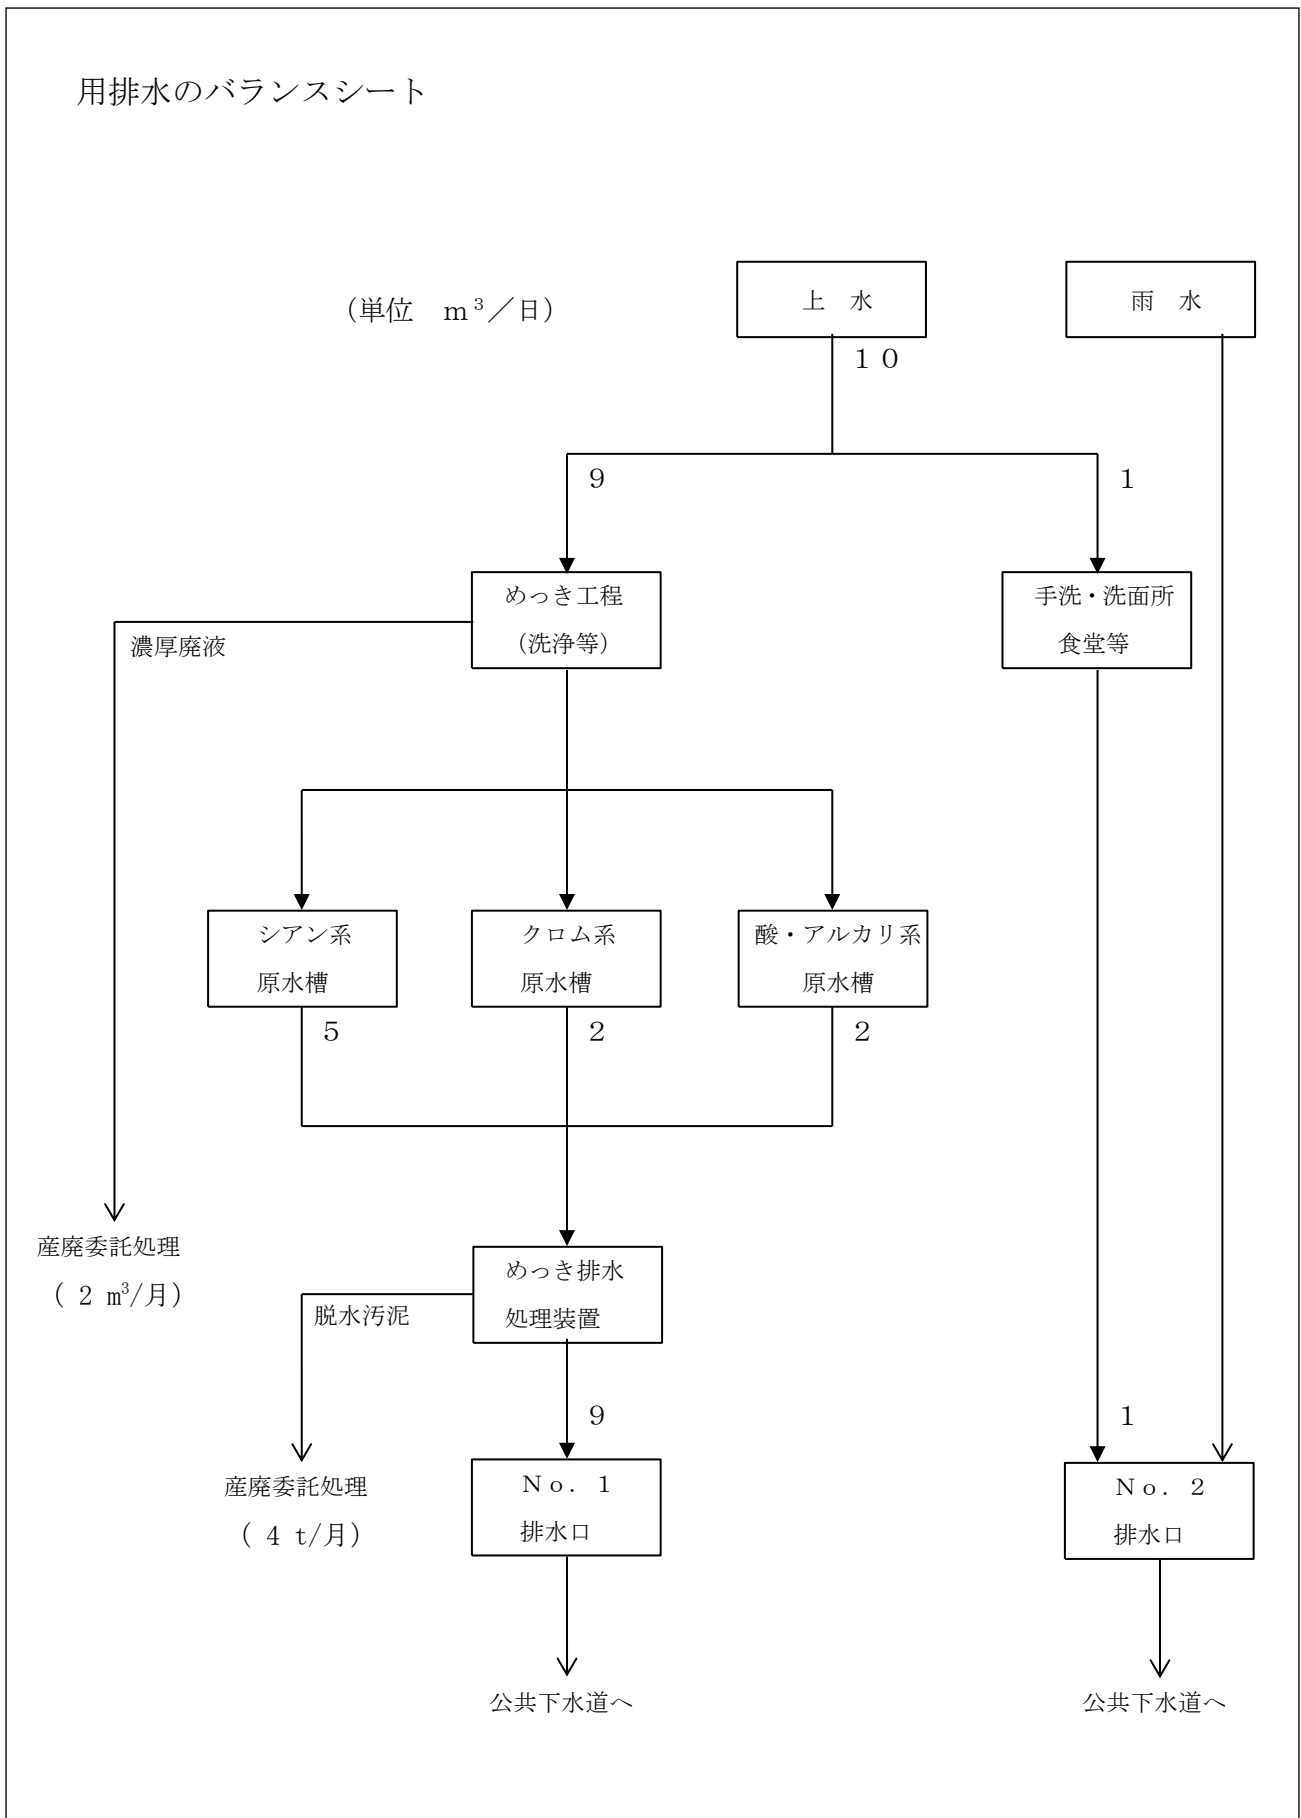 用排水のバランスシート
（単位　ｍ³／日）
上　水
雨　水
１０
９
１
めっき工程
（洗浄等）
手洗・洗面所
食堂等
濃厚廃液
シアン系
原水槽
クロム系
原水槽
酸・アルカリ系
原水槽
５
２
２
産廃委託処理
（ 2 m³/月）
めっき排水
処理装置
脱水汚泥
９
１
産廃委託処理
（ 4 t/月）
Ｎｏ．１
排水口
Ｎｏ．２
排水口
公共下水道へ
公共下水道へ